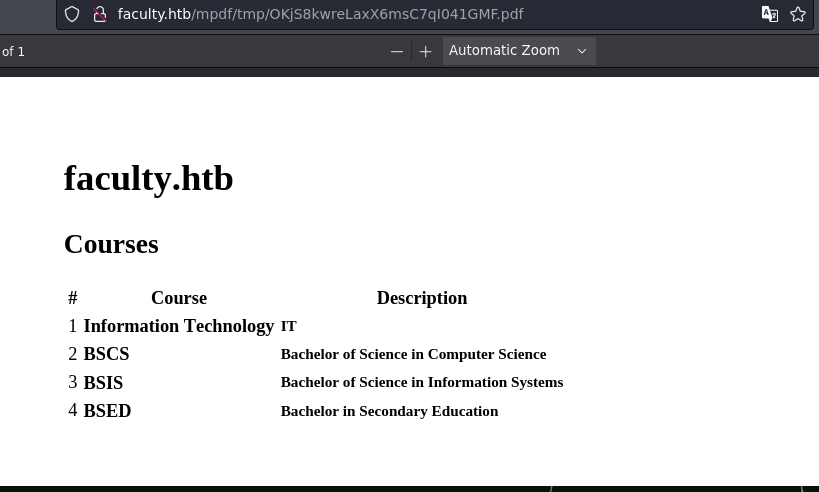 faculty.htb/mpdf/tmp/OKjS8kwreLaxX6msC7qI041GMF.pdf
of 1
Automatic Zoom
faculty.htb
Courses
# Course Description
1 Information Technology IT
2 BSCS Bachelor of Science in Computer Science
3 BSIS Bachelor of Science in Information Systems
4 BSED Bachelor in Secondary Education